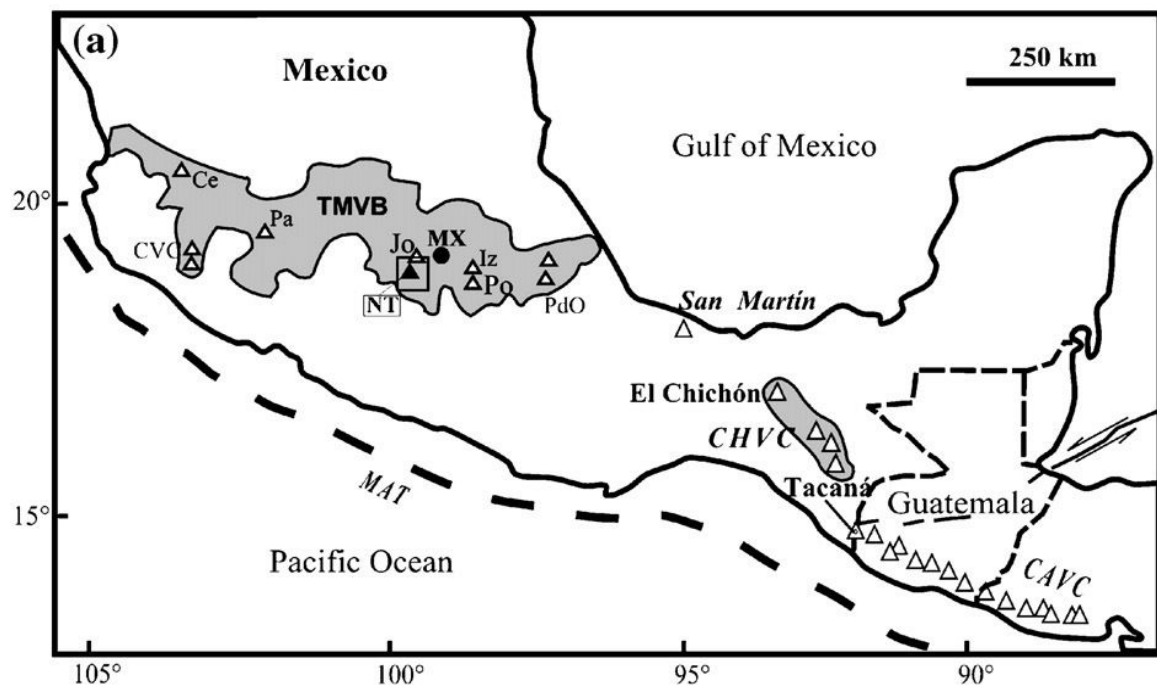 (a)
Mexico
250 km
Gulf of Mexico
20°
Ce
TMVB
Pa
CVC
Jo
MX
Iz
Po
NT
PdO
San Martín
El Chichón
CHVC
MAT
Tacaná
Guatemala
15°
Pacific Ocean
CAVC
105°
100°
95°
90°